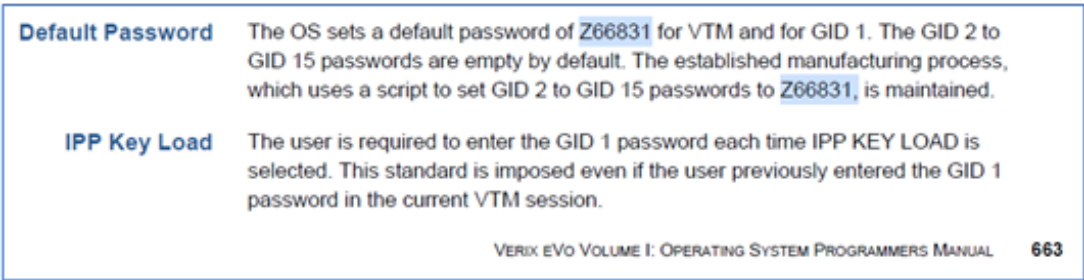 Default Password The OS sets a default password of Z66831 for VTM and for GID 1. The GID 2 to
GID 15 passwords are empty by default. The established manufacturing process,
which uses a script to set GID 2 to GID 15 passwords to Z66831, is maintained.
IPP Key Load The user is required to enter the GID 1 password each time IPP KEY LOAD is
selected. This standard is imposed even if the user previously entered the GID 1
password in the current VTM session.
VERIX EVO VOLUME I: OPERATING SYSTEM PROGRAMMERS MANUAL 663